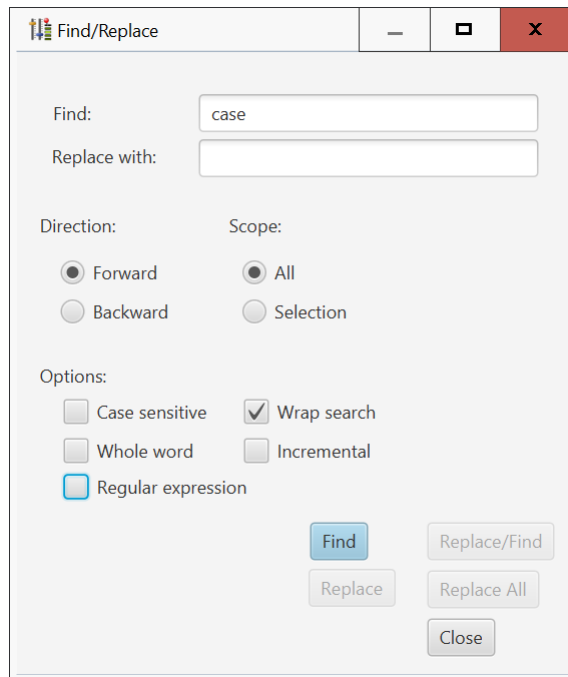 Find/Replace
Find: case
Replace with:
Direction: Scope:
Forward All
Backward Selection
Options:
Case sensitive Wrap search
Whole word Incremental
Regular expression
Find Replace/Find
Replace Replace All
Close